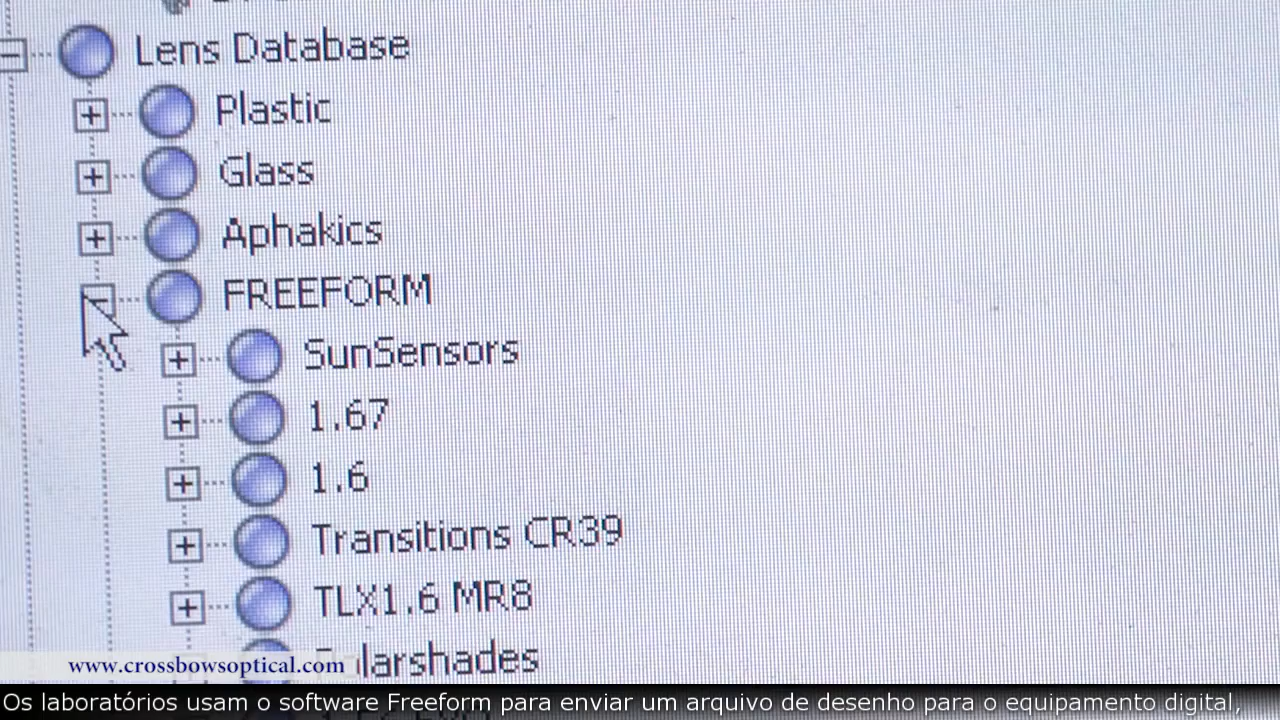 Lens Database
Plastic
Glass
Aphakics
FREEFORM
SunSensors
1.67
1.6
Transitions CR39
TLX1.6 MR8
www.crossbowsoptical.com
Os laboratórios usam o software Freeform para enviar um arquivo de desenho para o equipamento digital,